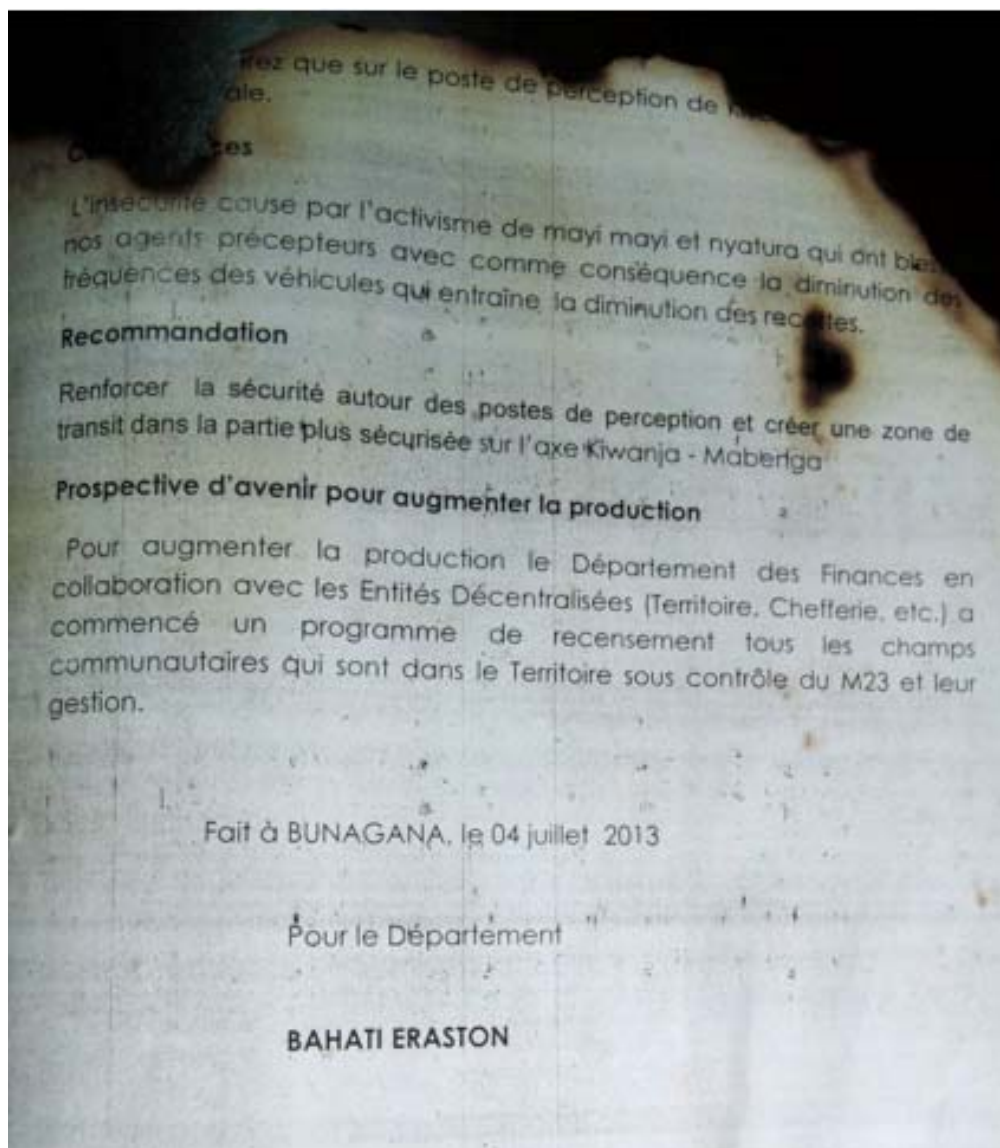 que sur le poste de perception de
L'insécurité cause par l'activisme de mayi mayi et nyatura qui ont
nos agents précepteurs avec comme conséquence la diminution des
fréquences des véhicules qui entraîne la diminution des recettes.
Recommandation
Renforcer la sécurité autour des postes de perception et créer une zone de
transit dans la partie plus sécurisée sur l'axe Kiwanja - Mabenga
Prospective d'avenir pour augmenter la production
Pour augmenter la production le Département des Finances en
collaboration avec les Entités Décentralisées (Territoire, Chefferie, etc.) a
commencé un programme de recensement tous les champs
communautaires qui sont dans le Territoire sous contrôle du M23 et leur
gestion.
Fait à BUNAGANA, le 04 juillet 2013
Pour le Département
BAHATI ERASTON